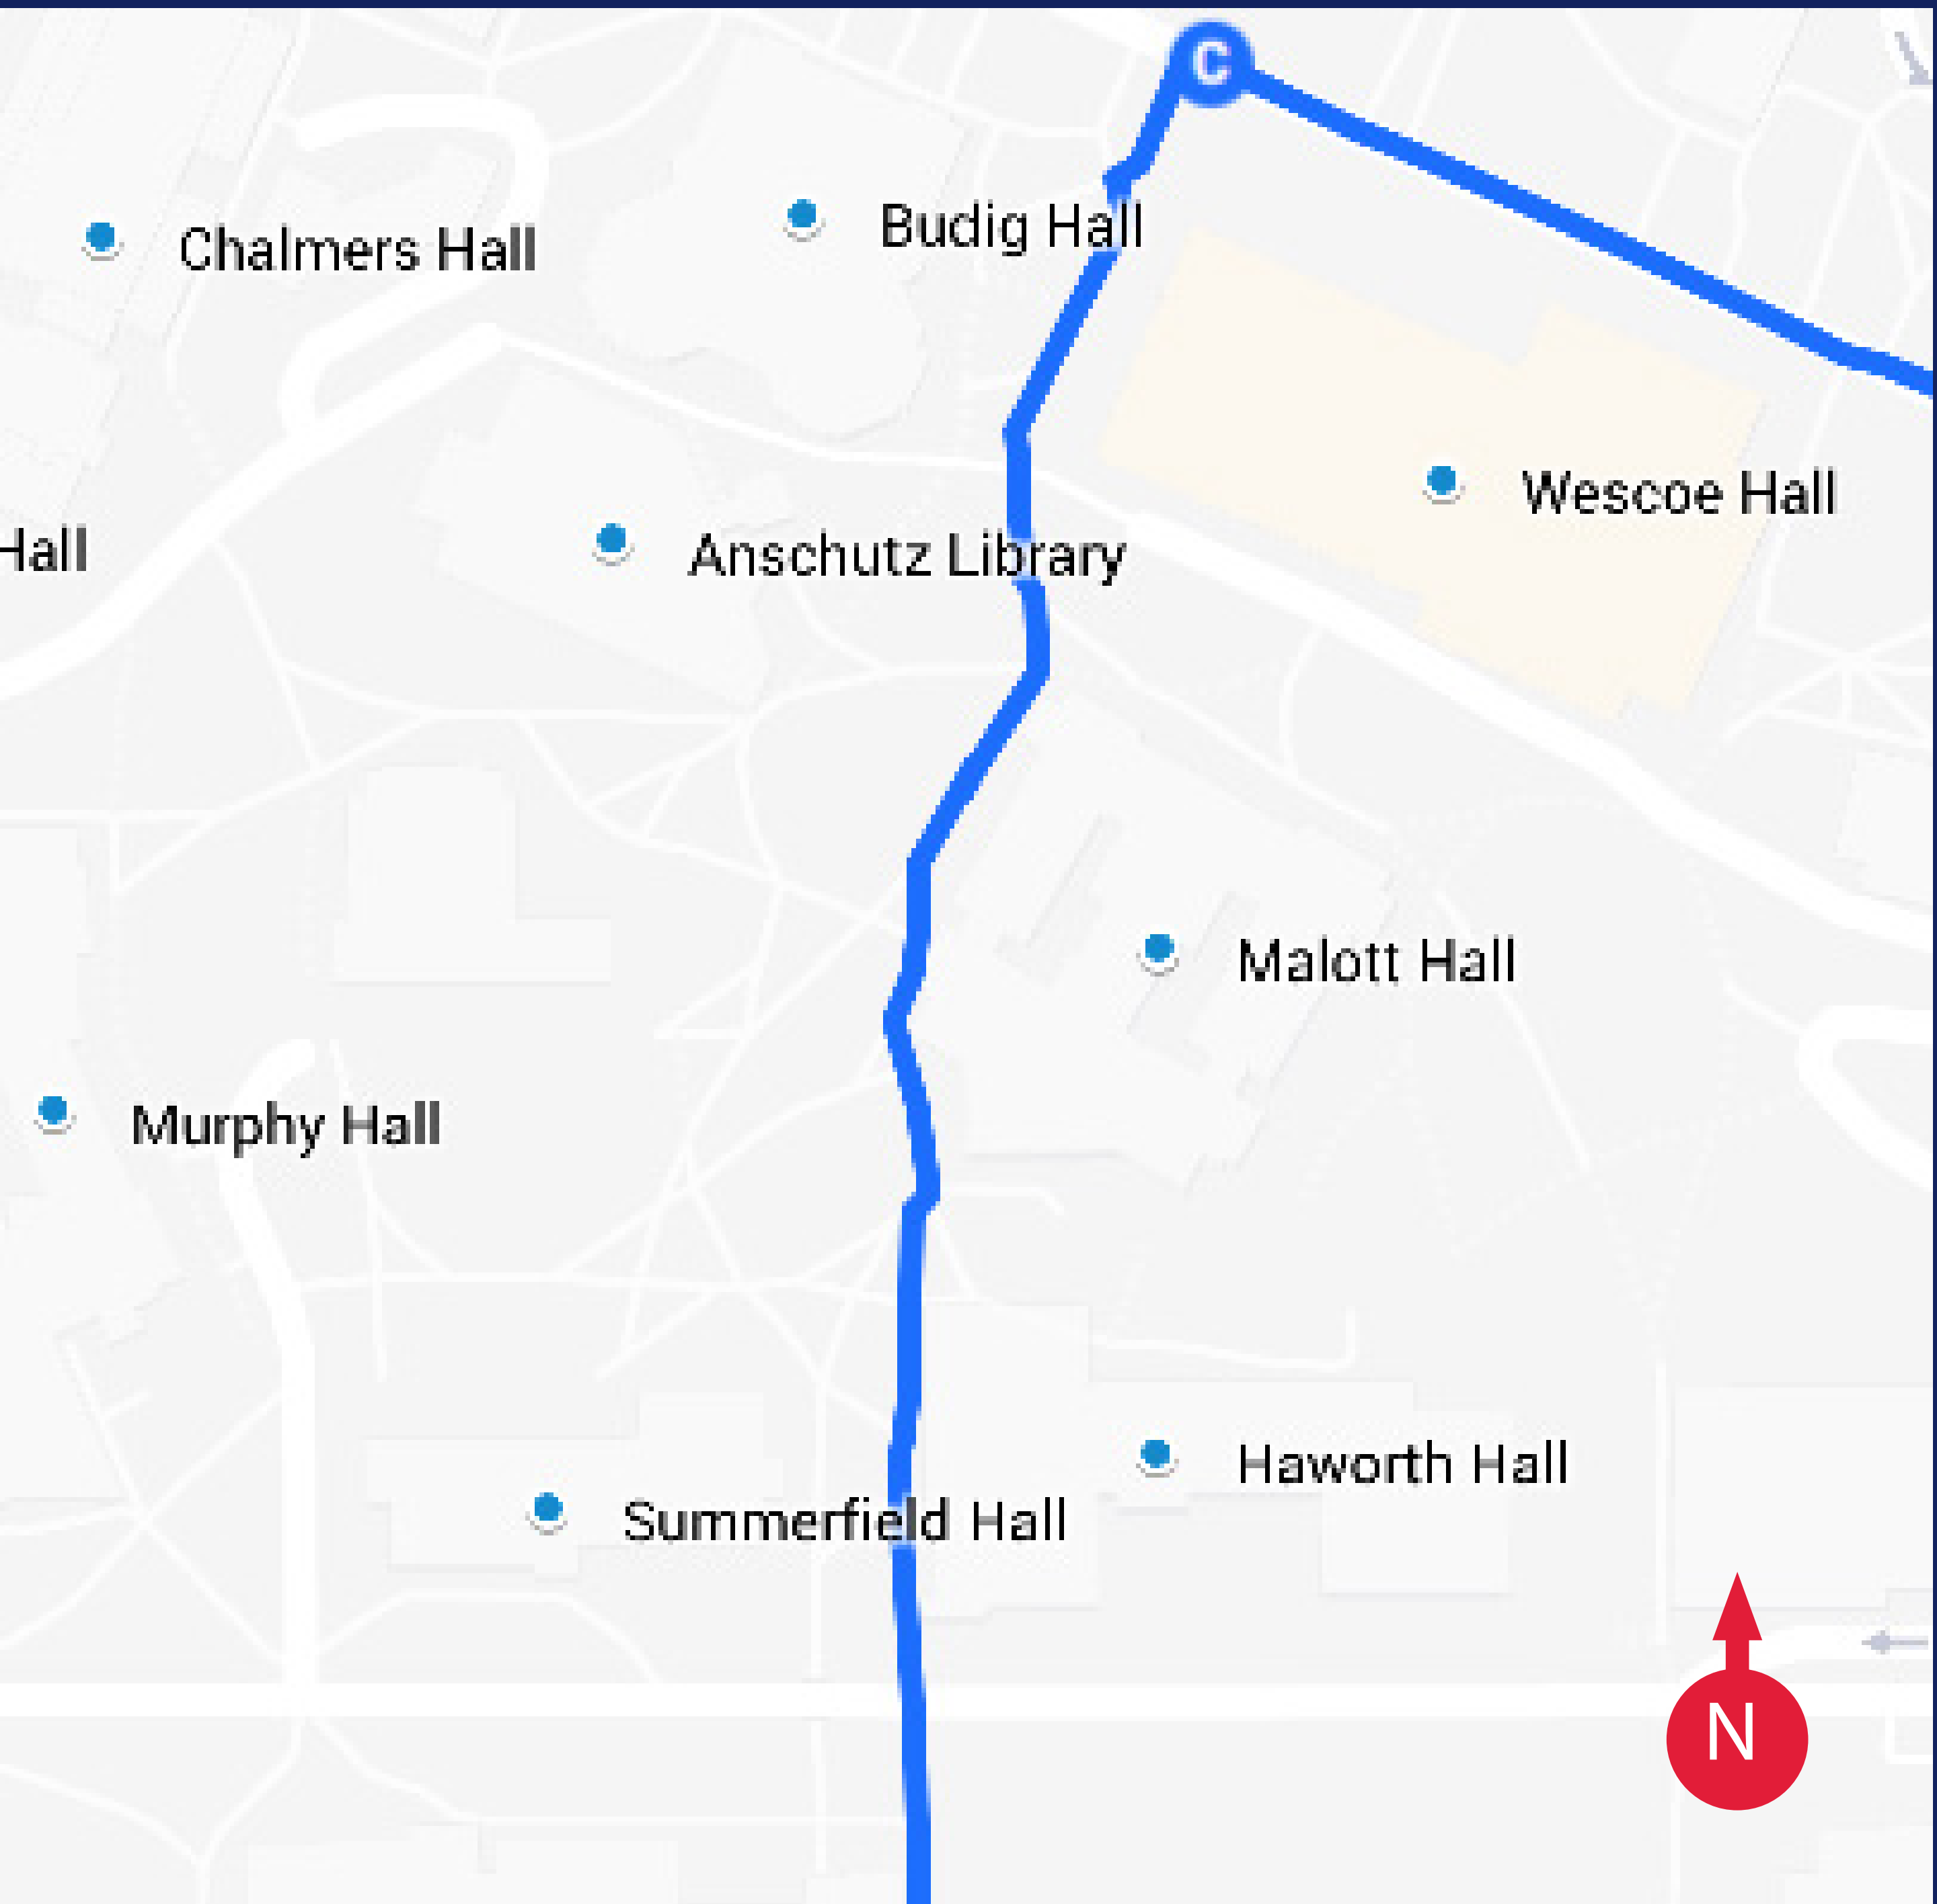 C
Budig Hall
Chalmers Hall
Wescoe Hall
Hall
Anschutz Library
Malott Hall
Murphy Hall
Haworth Hall
Summerfield Hall
N